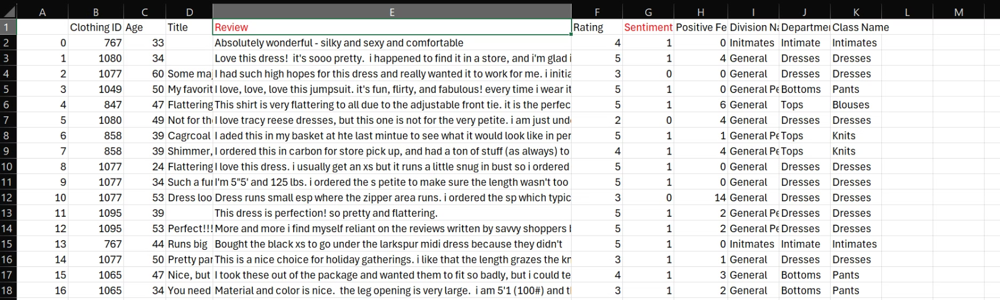 A B C D E F G H I J K L M
1 Clothing ID Age Title Review Rating Sentiment Positive Fe Division Na Departmer Class Name
2 0 767 33 Absolutely wonderful - silky and sexy and comfortable 4 1 0 Initmates Intimate Intimates
3 1 1080 34 Love this dress! it's sooo pretty. i happened to find it in a store, and i'm glad i 5 1 4 General Dresses Dresses
4 2 1077 60 Some maj I had such high hopes for this dress and really wanted it to work for me. i initia 3 0 0 General Dresses Dresses
5 3 1049 50 My favorit I love, love, love this jumpsuit. it's fun, flirty, and fabulous! every time i wear it 5 1 0 General Pe Bottoms Pants
6 4 847 47 Flattering This shirt is very flattering to all due to the adjustable front tie. it is the perfec 5 1 6 General Tops Blouses
7 5 1080 49 Not for the I love tracy reese dresses, but this one is not for the very petite. i am just unde 2 0 4 General Dresses Dresses
8 6 858 39 Cagrcoal I aded this in my basket at hte last mintue to see what it would look like in per 5 1 1 General Pe Tops Knits
9 7 858 39 Shimmer, I ordered this in carbon for store pick up, and had a ton of stuff (as always) to 4 1 4 General Pe Tops Knits
10 8 1077 24 Flattering I love this dress. i usually get an xs but it runs a little snug in bust so i ordered 5 1 0 General Dresses Dresses
11 9 1077 34 Such a fun I'm 5"5' and 125 lbs. i ordered the s petite to make sure the length wasn't too 5 1 0 General Dresses Dresses
12 10 1077 53 Dress loo Dress runs small esp where the zipper area runs. i ordered the sp which typic 3 0 14 General Dresses Dresses
13 11 1095 39 This dress is perfection! so pretty and flattering. 5 1 2 General Pe Dresses Dresses
14 12 1095 53 Perfect!!! More and more i find myself reliant on the reviews written by savvy shoppers 5 1 2 General Pe Dresses Dresses
15 13 767 44 Runs big Bought the black xs to go under the larkspur midi dress because they didn't 5 1 0 Initmates Intimate Intimates
16 14 1077 50 Pretty par This is a nice choice for holiday gatherings. i like that the length grazes the kn 3 1 1 General Dresses Dresses
17 15 1065 47 Nice, but I took these out of the package and wanted them to fit so badly, but i could te 4 1 3 General Bottoms Pants
18 16 1065 34 You need Material and color is nice. the leg opening is very large. i am 5'1 (100#) and 3 1 2 General Bottoms Pants